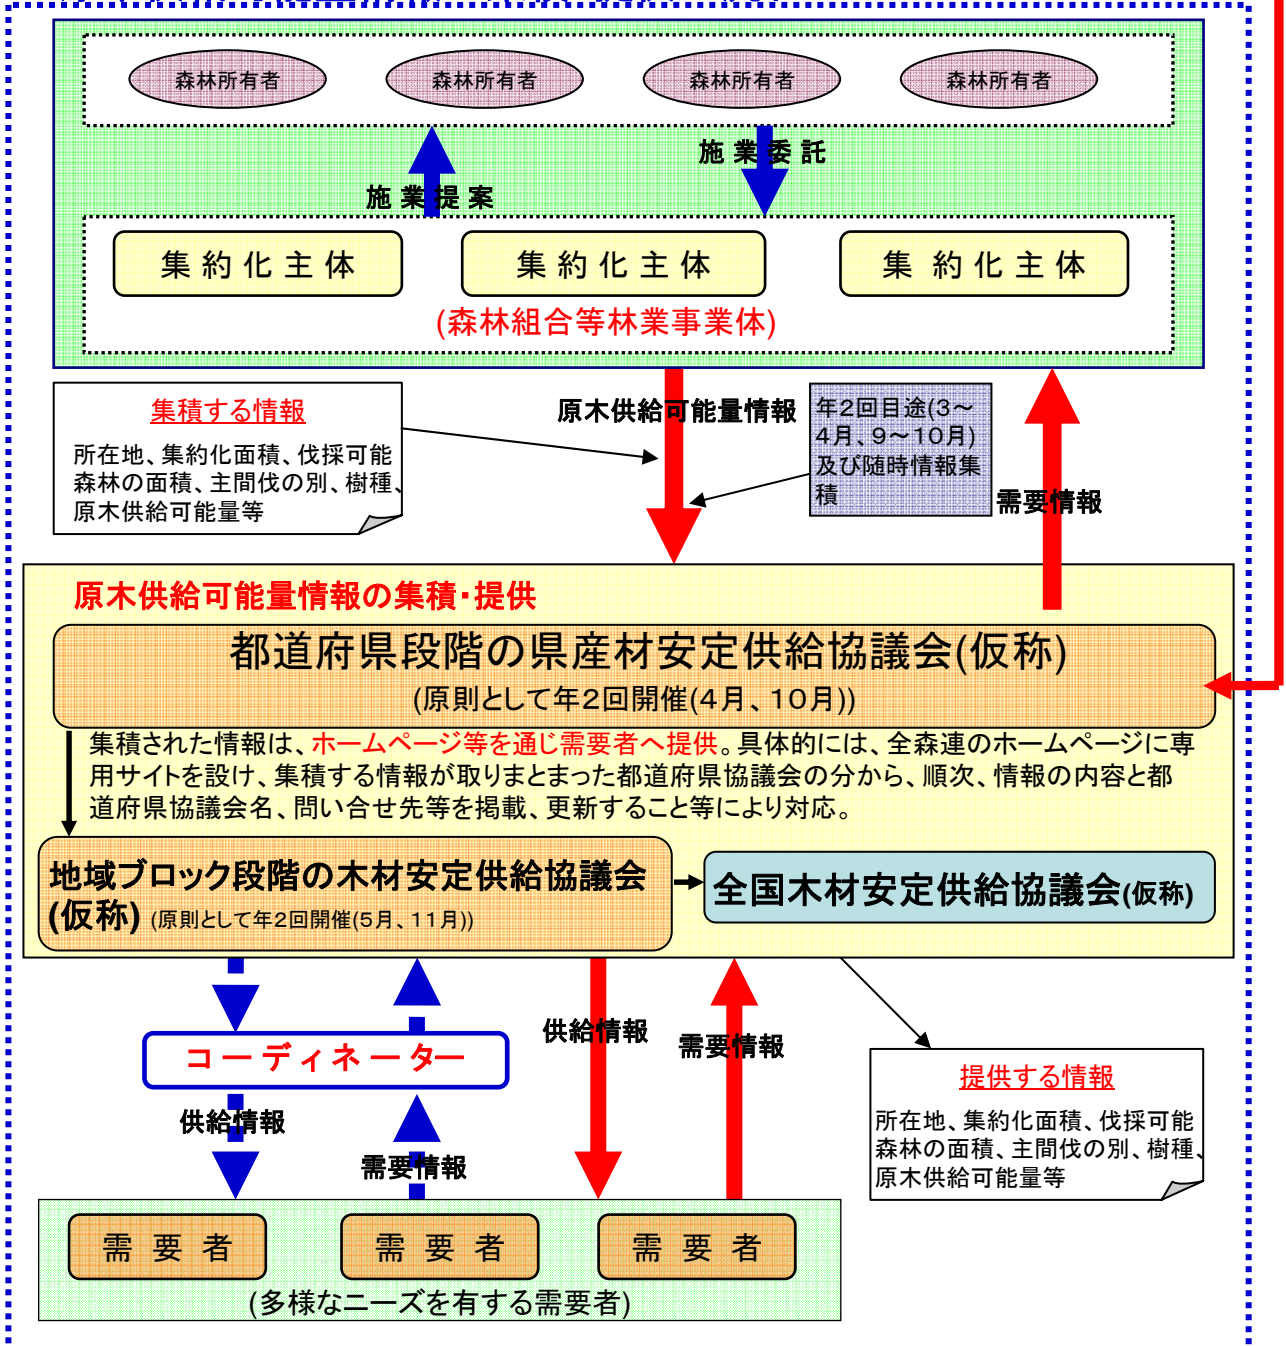 森林所有者
森林所有者
森林所有者
森林所有者
施業委託
施業提案
集約化主体
集約化主体
集約化主体
(森林組合等林業事業体)
集積する情報
所在地、集約化面積、伐採可能
森林の面積、主間伐の別、樹種、
原木供給可能量等
原木供給可能量情報
年2回目途(3～
4月、9～10月)
及び随時情報集
積
需要情報
原木供給可能量情報の集積・提供
都道府県段階の県産材安定供給協議会(仮称)
(原則として年2回開催(4月、10月))
集積された情報は、ホームページ等を通じ需要者へ提供。具体的には、全森連のホームページに専
用サイトを設け、集積する情報が取りまとまった都道府県協議会の分から、順次、情報の内容と都
道府県協議会名、問い合せ先等を掲載、更新すること等により対応。
地域ブロック段階の木材安定供給協議会
(仮称) (原則として年2回開催(5月、11月))
全国木材安定供給協議会(仮称)
コーディネーター
供給情報
需要情報
供給情報
需要情報
提供する情報
所在地、集約化面積、伐採可能
森林の面積、主間伐の別、樹種、
原木供給可能量等
需要者
需要者
需要者
(多様なニーズを有する需要者)